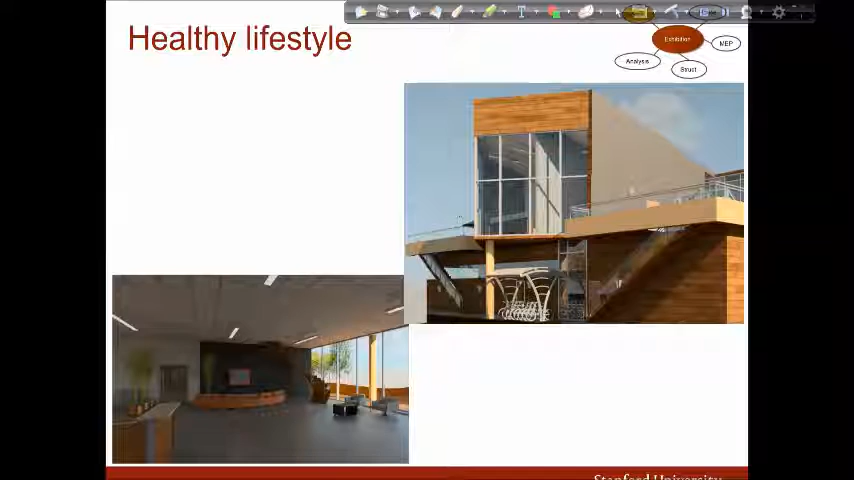 Healthy lifestyle
Exhibition
MEP
Analysis
Struct
Stanford University